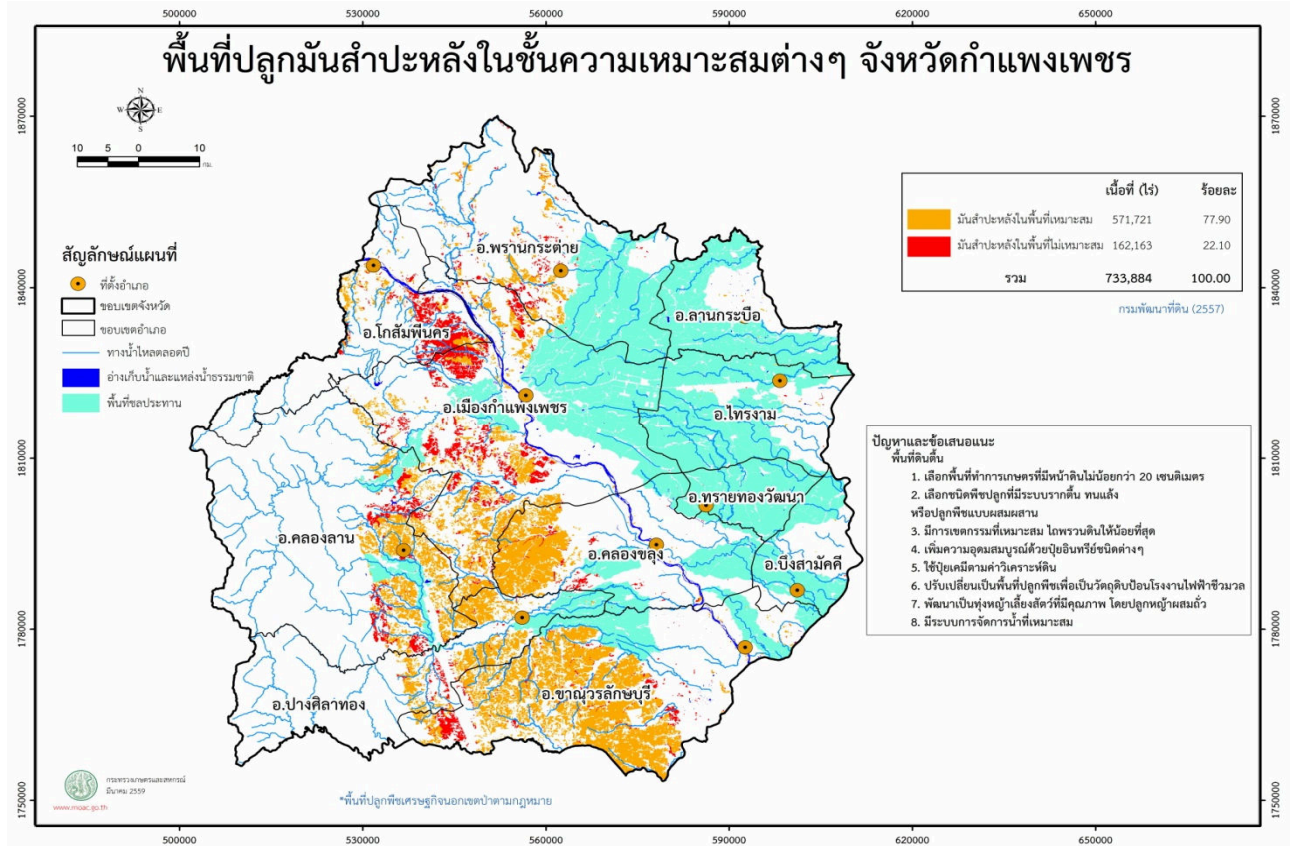 500000 530000 560000 590000 620000 650000
พื้นที่ปลูกมันสำปะหลังในชั้นความเหมาะสมต่างๆ จังหวัดกำแพงเพชร
N
W E
S
10 5 0 10
กม.
1870000 1870000
1840000 1840000
1810000 1810000
1780000 1780000
1750000 1750000
เนื้อที่ (ไร่) ร้อยละ
มันสำปะหลังในพื้นที่เหมาะสม 571,721 77.90
มันสำปะหลังในพื้นที่ไม่เหมาะสม 162,163 22.10
รวม 733,884 100.00
กรมพัฒนาที่ดิน (2557)
สัญลักษณ์แผนที่
ที่ตั้งอำเภอ
ขอบเขตจังหวัด
ขอบเขตอำเภอ
ทางน้ำไหลตลอดปี
อ่างเก็บน้ำและแหล่งน้ำธรรมชาติ
พื้นที่ชลประทาน
อ.พรานกระต่าย
อ.ลานกระบือ
อ.โกสัมพีนคร
อ.เมืองกำแพงเพชร
อ.ไทรงาม
อ.ทรายทองวัฒนา
อ.คลองลาน
อ.คลองขลุง
อ.บึงสามัคคี
อ.ขาณุวรลักษบุรี
อ.ปางศิลาทอง
ปัญหาและข้อเสนอแนะ
พื้นที่ดินตื้น
1. เลือกพื้นที่ทำการเกษตรที่มีหน้าดินไม่น้อยกว่า 20 เซนติเมตร
2. เลือกชนิดพืชปลูกที่มีระบบรากตื้น ทนแล้ง
หรือปลูกพืชแบบผสมผสาน
3. มีการเขตกรรมที่เหมาะสม ไถพรวนดินให้น้อยที่สุด
4. เพิ่มความอุดมสมบูรณ์ด้วยปุ๋ยอินทรีย์ชนิดต่างๆ
5. ใช้ปุ๋ยเคมีตามค่าวิเคราะห์ดิน
6. ปรับเปลี่ยนเป็นพื้นที่ปลูกพืชเพื่อเป็นวัตถุดิบป้อนโรงงานไฟฟ้าชีวมวล
7. พัฒนาเป็นทุ่งหญ้าเลี้ยงสัตว์ที่มีคุณภาพ โดยปลูกหญ้าผสมถั่ว
8. มีระบบการจัดการน้ำที่เหมาะสม
กระทรวงเกษตรและสหกรณ์
มีนาคม 2559
www.moac.go.th
*พื้นที่ปลูกพืชเศรษฐกิจนอกเขตป่าตามกฎหมาย
500000 530000 560000 590000 620000 650000